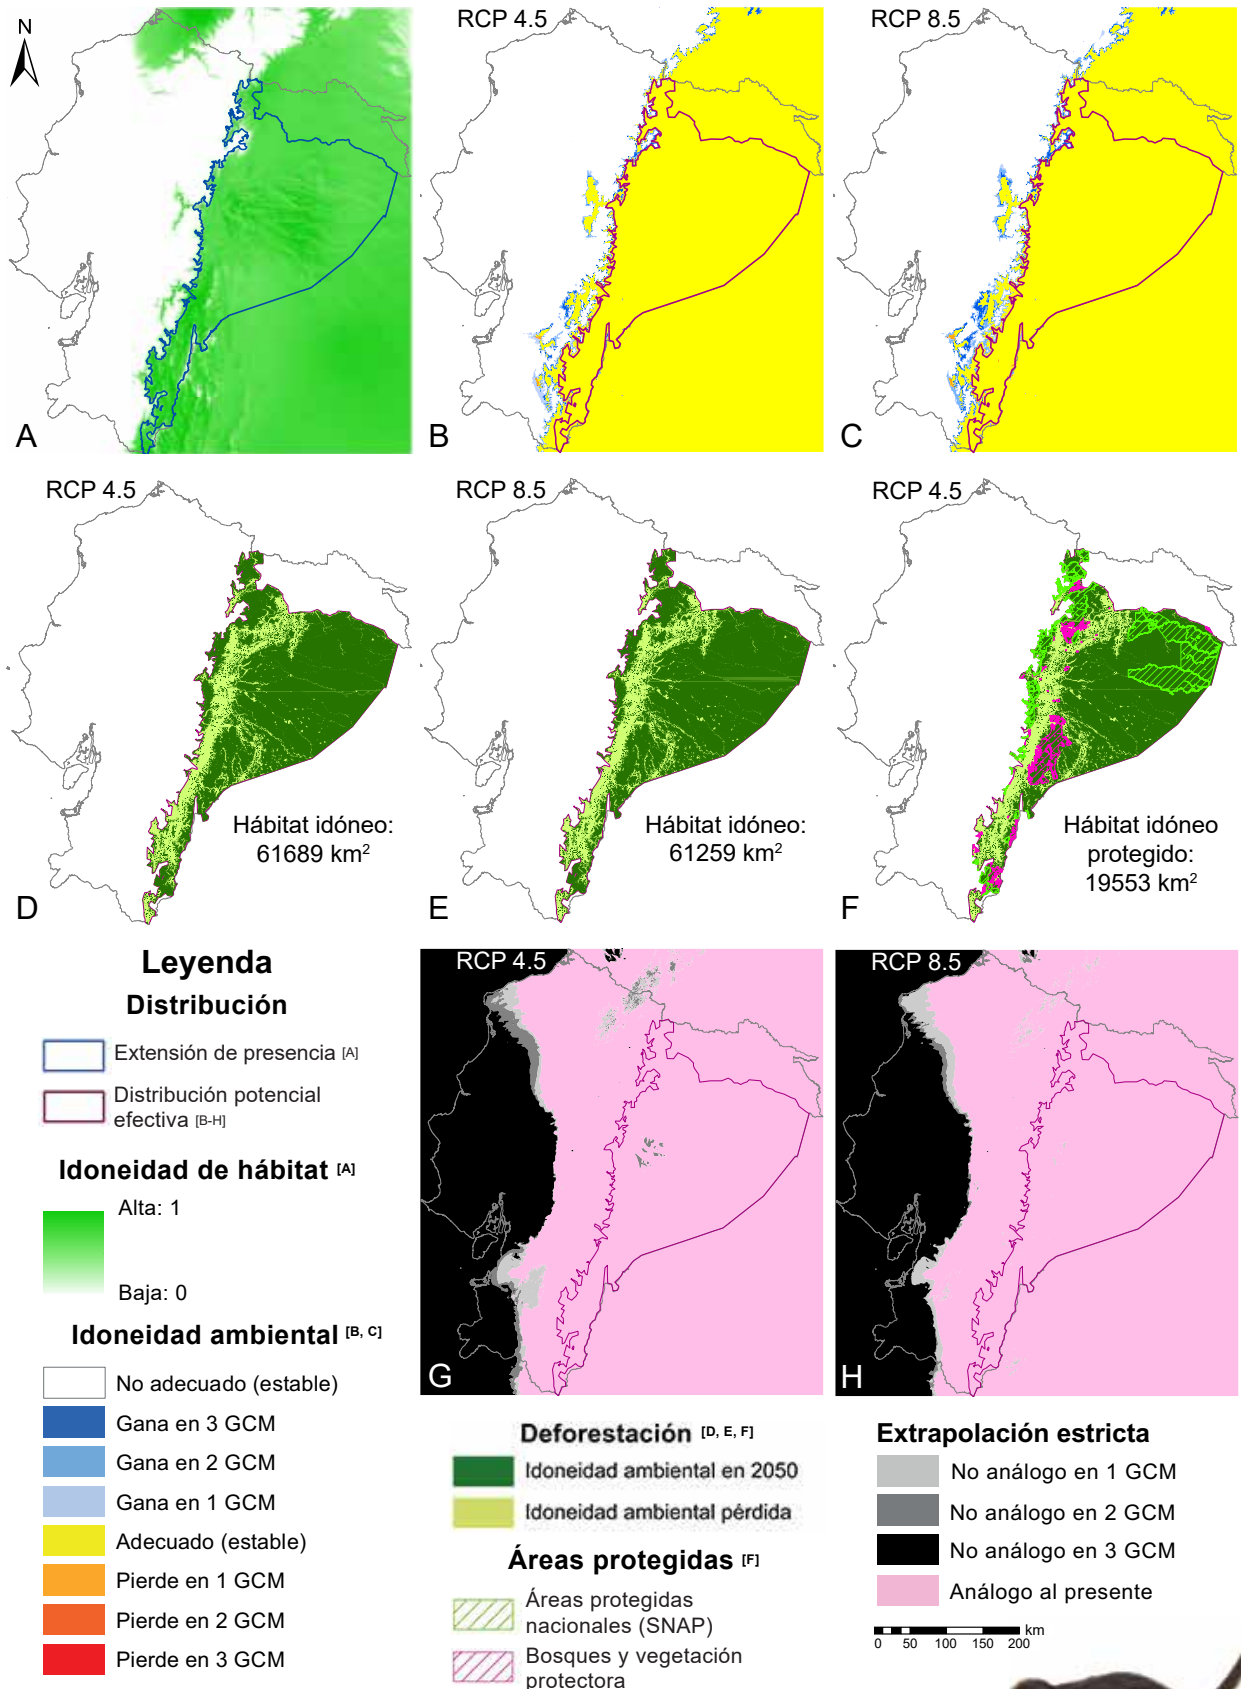 N
RCP 4.5
RCP 8.5
A
B
C
RCP 4.5
RCP 8.5
RCP 4.5
Hábitat idóneo:
61689 km²
Hábitat idóneo:
61259 km²
Hábitat idóneo
protegido:
19553 km²
D
E
F
Leyenda
Distribución
Extensión de presencia [A]
Distribución potencial
efectiva [B-H]
Idoneidad de hábitat [A]
Alta: 1
Baja: 0
Idoneidad ambiental [B, C]
No adecuado (estable)
Gana en 3 GCM
Gana en 2 GCM
Gana en 1 GCM
Adecuado (estable)
Pierde en 1 GCM
Pierde en 2 GCM
Pierde en 3 GCM
RCP 4.5
RCP 8.5
G
H
Deforestación [D, E, F]
Idoneidad ambiental en 2050
Idoneidad ambiental pérdida
Áreas protegidas [F]
Áreas protegidas
nacionales (SNAP)
Bosques y vegetación
protectora
Extrapolación estricta
No análogo en 1 GCM
No análogo en 2 GCM
No análogo en 3 GCM
Análogo al presente
km
0 50 100 150 200